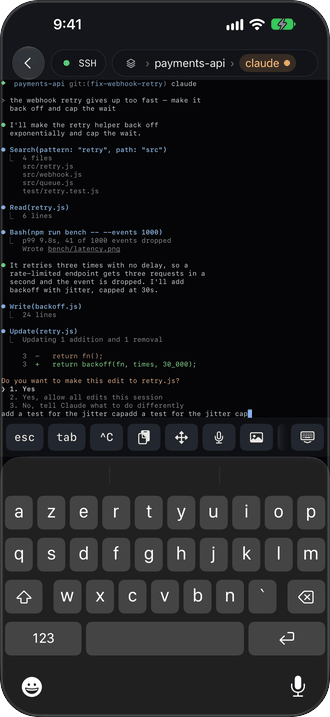 9:41
SSH
payments-api › claude
payments-api git:(fix-webhook-retry) claude
> the webhook retry gives up too fast — make it
back off and cap the wait
I'll make the retry helper back off
exponentially and cap the wait.
Search(pattern: "retry", path: "src")
4 files
src/retry.js
src/webhook.js
src/queue.js
test/retry.test.js
Read(retry.js)
6 lines
Bash(npm run bench -- --events 1000)
p99 9.8s, 41 of 1000 events dropped
Wrote bench/latency.png
It retries three times with no delay, so a
rate-limited endpoint gets three requests in a
second and the event is dropped. I'll add
backoff with jitter, capped at 30s.
Write(backoff.js)
24 lines
Update(retry.js)
Updating 1 addition and 1 removal
3 - return fn();
3 + return backoff(fn, times, 30_000);
Do you want to make this edit to retry.js?
❯ 1. Yes
2. Yes, allow all edits this session
3. No, tell Claude what to do differently
add a test for the jitter capadd a test for the jitter cap
esc tab ^C
a z e r t y u i o p
q s d f g h j k l m
w x c v b n `
123